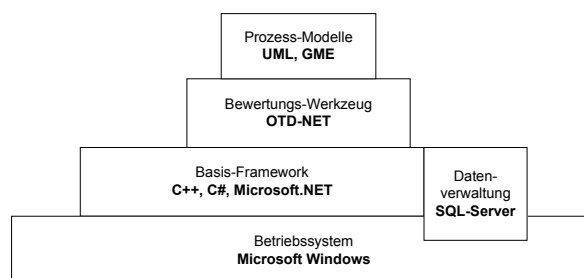 Prozess-Modelle
UML, GME
Bewertungs-Werkzeug
OTD-NET
Basis-Framework
C++, C#, Microsoft.NET
Daten-
verwaltung
SQL-Server
Betriebssystem
Microsoft Windows